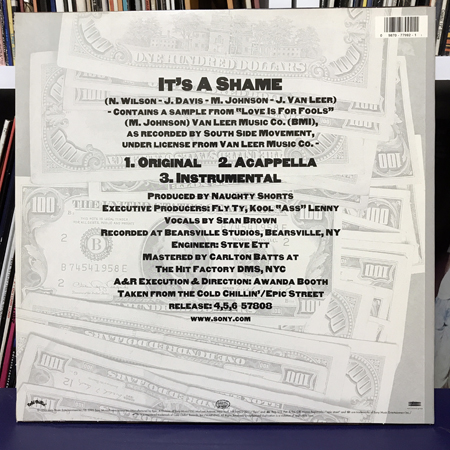 ONE HUNDRED DOLLARS
IT'S A SHAME
(N. WILSON - J. DAVIS - M. JOHNSON - J. VAN LEER)
- CONTAINS A SAMPLE FROM "LOVE IS FOR FOOLS"
(M. JOHNSON) VAN LEER MUSIC CO. (BMI),
AS RECORDED BY SOUTH SIDE MOVEMENT,
UNDER LICENSE FROM VAN LEER MUSIC CO. -
1. ORIGINAL 2. ACAPPELLA
3. INSTRUMENTAL
PRODUCED BY NAUGHTY SHORTS
EXECUTIVE PRODUCERS: FLY TY, KOOL "ASS" LENNY
VOCALS BY SEAN BROWN
RECORDED AT BEARSVILLE STUDIOS, BEARSVILLE, NY
ENGINEER: STEVE ETT
MASTERED BY CARLTON BATTS AT
THE HIT FACTORY DMS, NYC
A&R EXECUTION & DIRECTION: AWANDA BOOTH
TAKEN FROM THE COLD CHILLIN'/EPIC STREET
RELEASE: 4,5,6 57808
WWW.SONY.COM
100
B
B 74541958 E
100